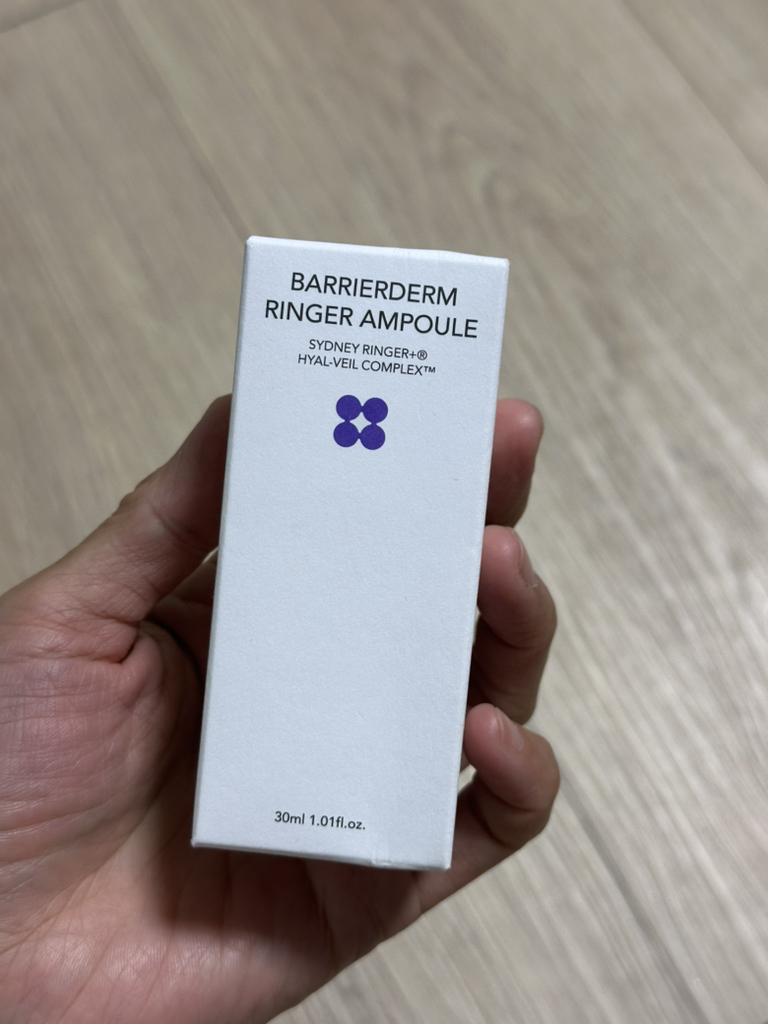 BARRIERDERM
RINGER AMPOULE
SYDNEY RINGER+®
HYAL-VEIL COMPLEX™
30ml 1.01fl.oz.